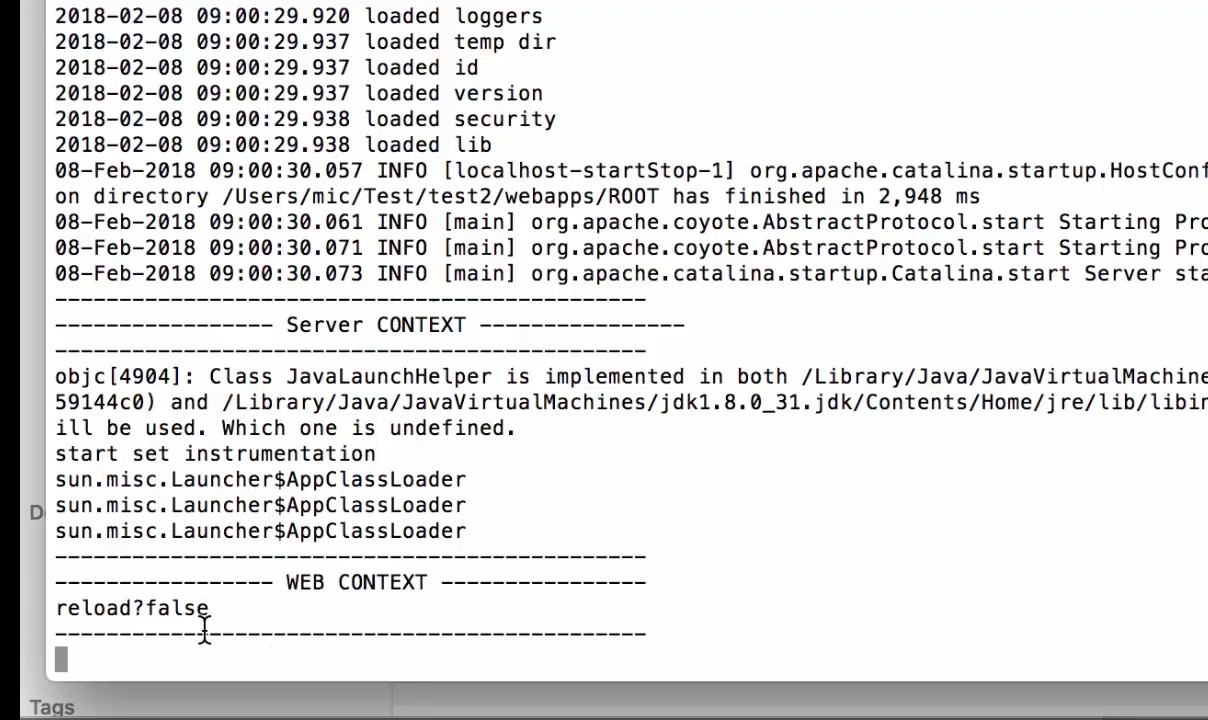 2018-02-08 09:00:29.920 loaded loggers
2018-02-08 09:00:29.937 loaded temp dir
2018-02-08 09:00:29.937 loaded id
2018-02-08 09:00:29.937 loaded version
2018-02-08 09:00:29.938 loaded security
2018-02-08 09:00:29.938 loaded lib
08-Feb-2018 09:00:30.057 INFO [localhost-startStop-1] org.apache.catalina.startup.HostConf
on directory /Users/mic/Test/test2/webapps/ROOT has finished in 2,948 ms
08-Feb-2018 09:00:30.061 INFO [main] org.apache.coyote.AbstractProtocol.start Starting Pro
08-Feb-2018 09:00:30.071 INFO [main] org.apache.coyote.AbstractProtocol.start Starting Pro
08-Feb-2018 09:00:30.073 INFO [main] org.apache.catalina.startup.Catalina.start Server sta
----------------------------------------------
----------------- Server CONTEXT ----------------
----------------------------------------------
objc[4904]: Class JavaLaunchHelper is implemented in both /Library/Java/JavaVirtualMachine
59144c0) and /Library/Java/JavaVirtualMachines/jdk1.8.0_31.jdk/Contents/Home/jre/lib/libin
ill be used. Which one is undefined.
start set instrumentation
sun.misc.Launcher$AppClassLoader
sun.misc.Launcher$AppClassLoader
sun.misc.Launcher$AppClassLoader
----------------------------------------------
----------------- WEB CONTEXT ----------------
reload?false
----------------------------------------------
Tags